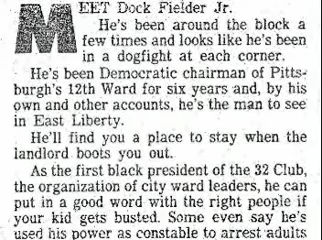 MEET Dock Fielder Jr.
He's been around the block a
few times and looks like he's been
in a dogfight at each corner.
He's been Democratic chairman of Pitts-
burgh's 12th Ward for six years and, by his
own and other accounts, he's the man to see
in East Liberty.
He'll find you a place to stay when the
landlord boots you out.
As the first black president of the 32 Club,
the organization of city ward leaders, he can
put in a good word with the right people if
your kid gets busted. Some even say he's
used his power as constable to arrest adults